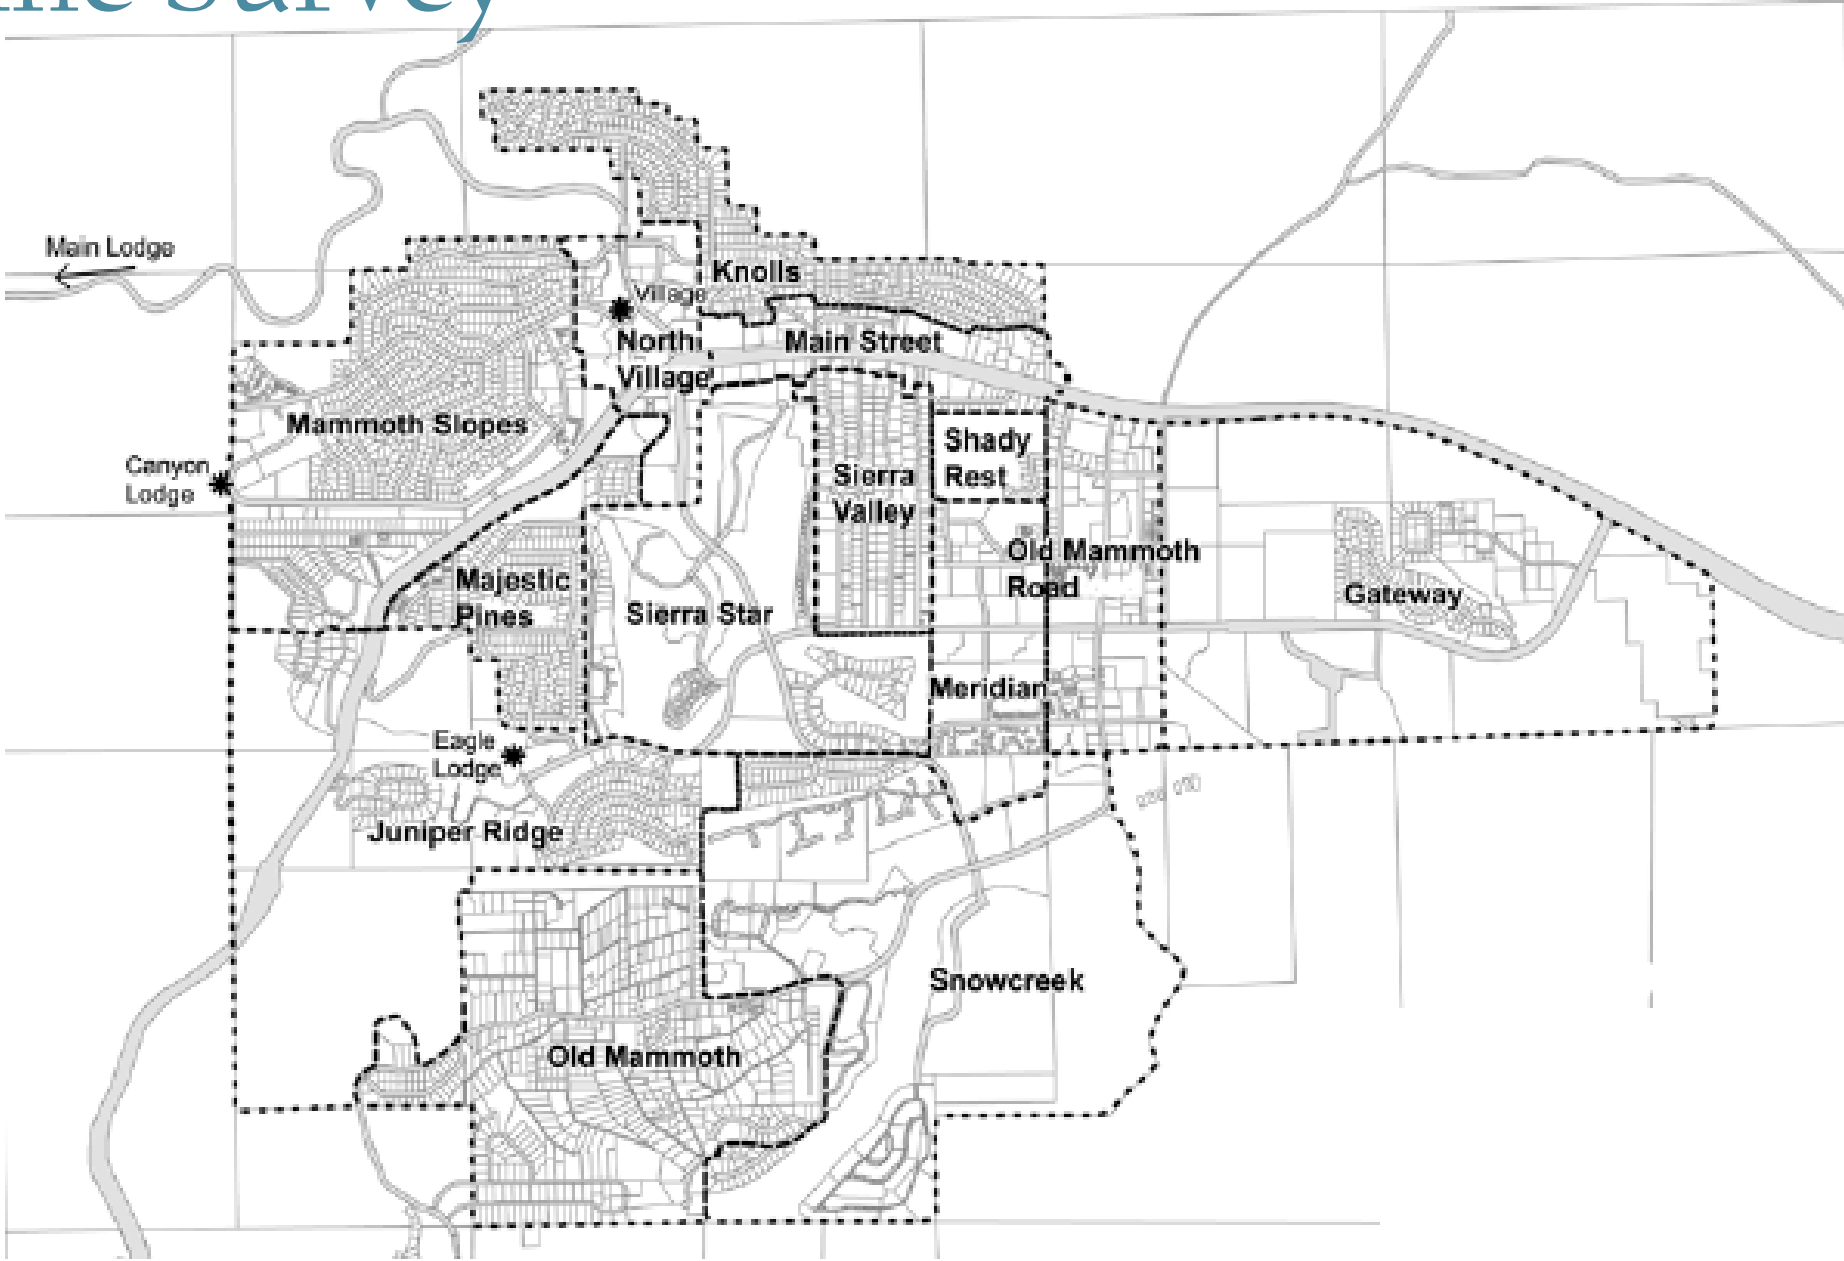 Survey
Main Lodge
Knolls
Village
North
Village
Main Street
Mammoth Slopes
Canyon
Lodge
Shady
Rest
Sierra
Valley
Old Mammoth
Road
Majestic
Pines
Sierra Star
Gateway
Meridian
Eagle
Lodge
Juniper Ridge
Snowcreek
Old Mammoth